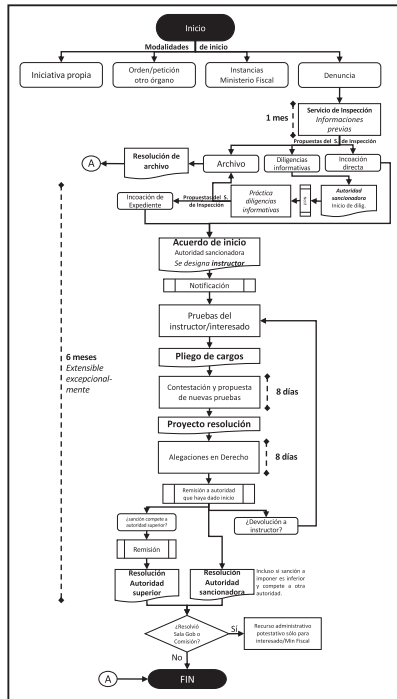 Inicio
Modalidades de inicio
Iniciativa propia
Orden/petición
otro órgano
Instancias
Ministerio Fiscal
Denuncia
1 mes
Servicio de Inspección
Informaciones
previas
Propuestas del S. de Inspección
A
Resolución de
archivo
Archivo
Diligencias
informativas
Incoación
directa
Incoación de
Expediente
Propuestas del S.
de Inspección
Práctica
diligencias
informativas
Autoridad
sancionadora
Inicio de dilig.
Acuerdo de inicio
Autoridad sancionadora
Se designa instructor
Notificación
Pruebas del
instructor/interesado
Pliego de cargos
6 meses
Extensible
excepcional-
mente
Contestación y propuesta
de nuevas pruebas
8 días
Proyecto resolución
Alegaciones en Derecho
8 días
Remisión a autoridad
que haya dado inicio
¿sanción compete a
autoridad superior?
¿Devolución a
instructor?
Remisión
Resolución
Autoridad
superior
Resolución
Autoridad
sancionadora
Incluso si sanción a
imponer es inferior
y compete a otra
autoridad.
¿Resolvió
Sala Gob o
Comisión?
Sí
Recurso administrativo
potestativo sólo para
interesado/Min Fiscal
No
A
FIN